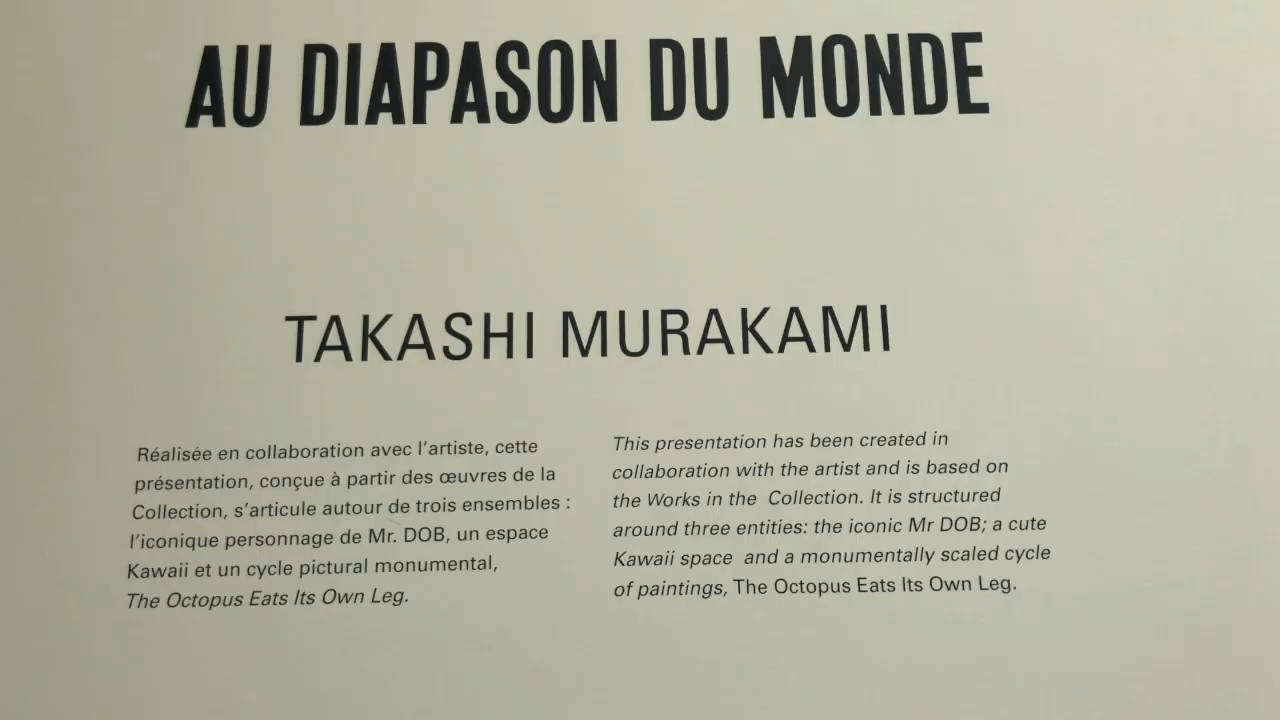 AU DIAPASON DU MONDE
TAKASHI MURAKAMI
Réalisée en collaboration avec l'artiste, cette
présentation, conçue à partir des œuvres de la
Collection, s'articule autour de trois ensembles :
l'iconique personnage de Mr. DOB, un espace
Kawaii et un cycle pictural monumental,
The Octopus Eats Its Own Leg.
This presentation has been created in
collaboration with the artist and is based on
the Works in the Collection. It is structured
around three entities: the iconic Mr DOB; a cute
Kawaii space and a monumentally scaled cycle
of paintings, The Octopus Eats Its Own Leg.